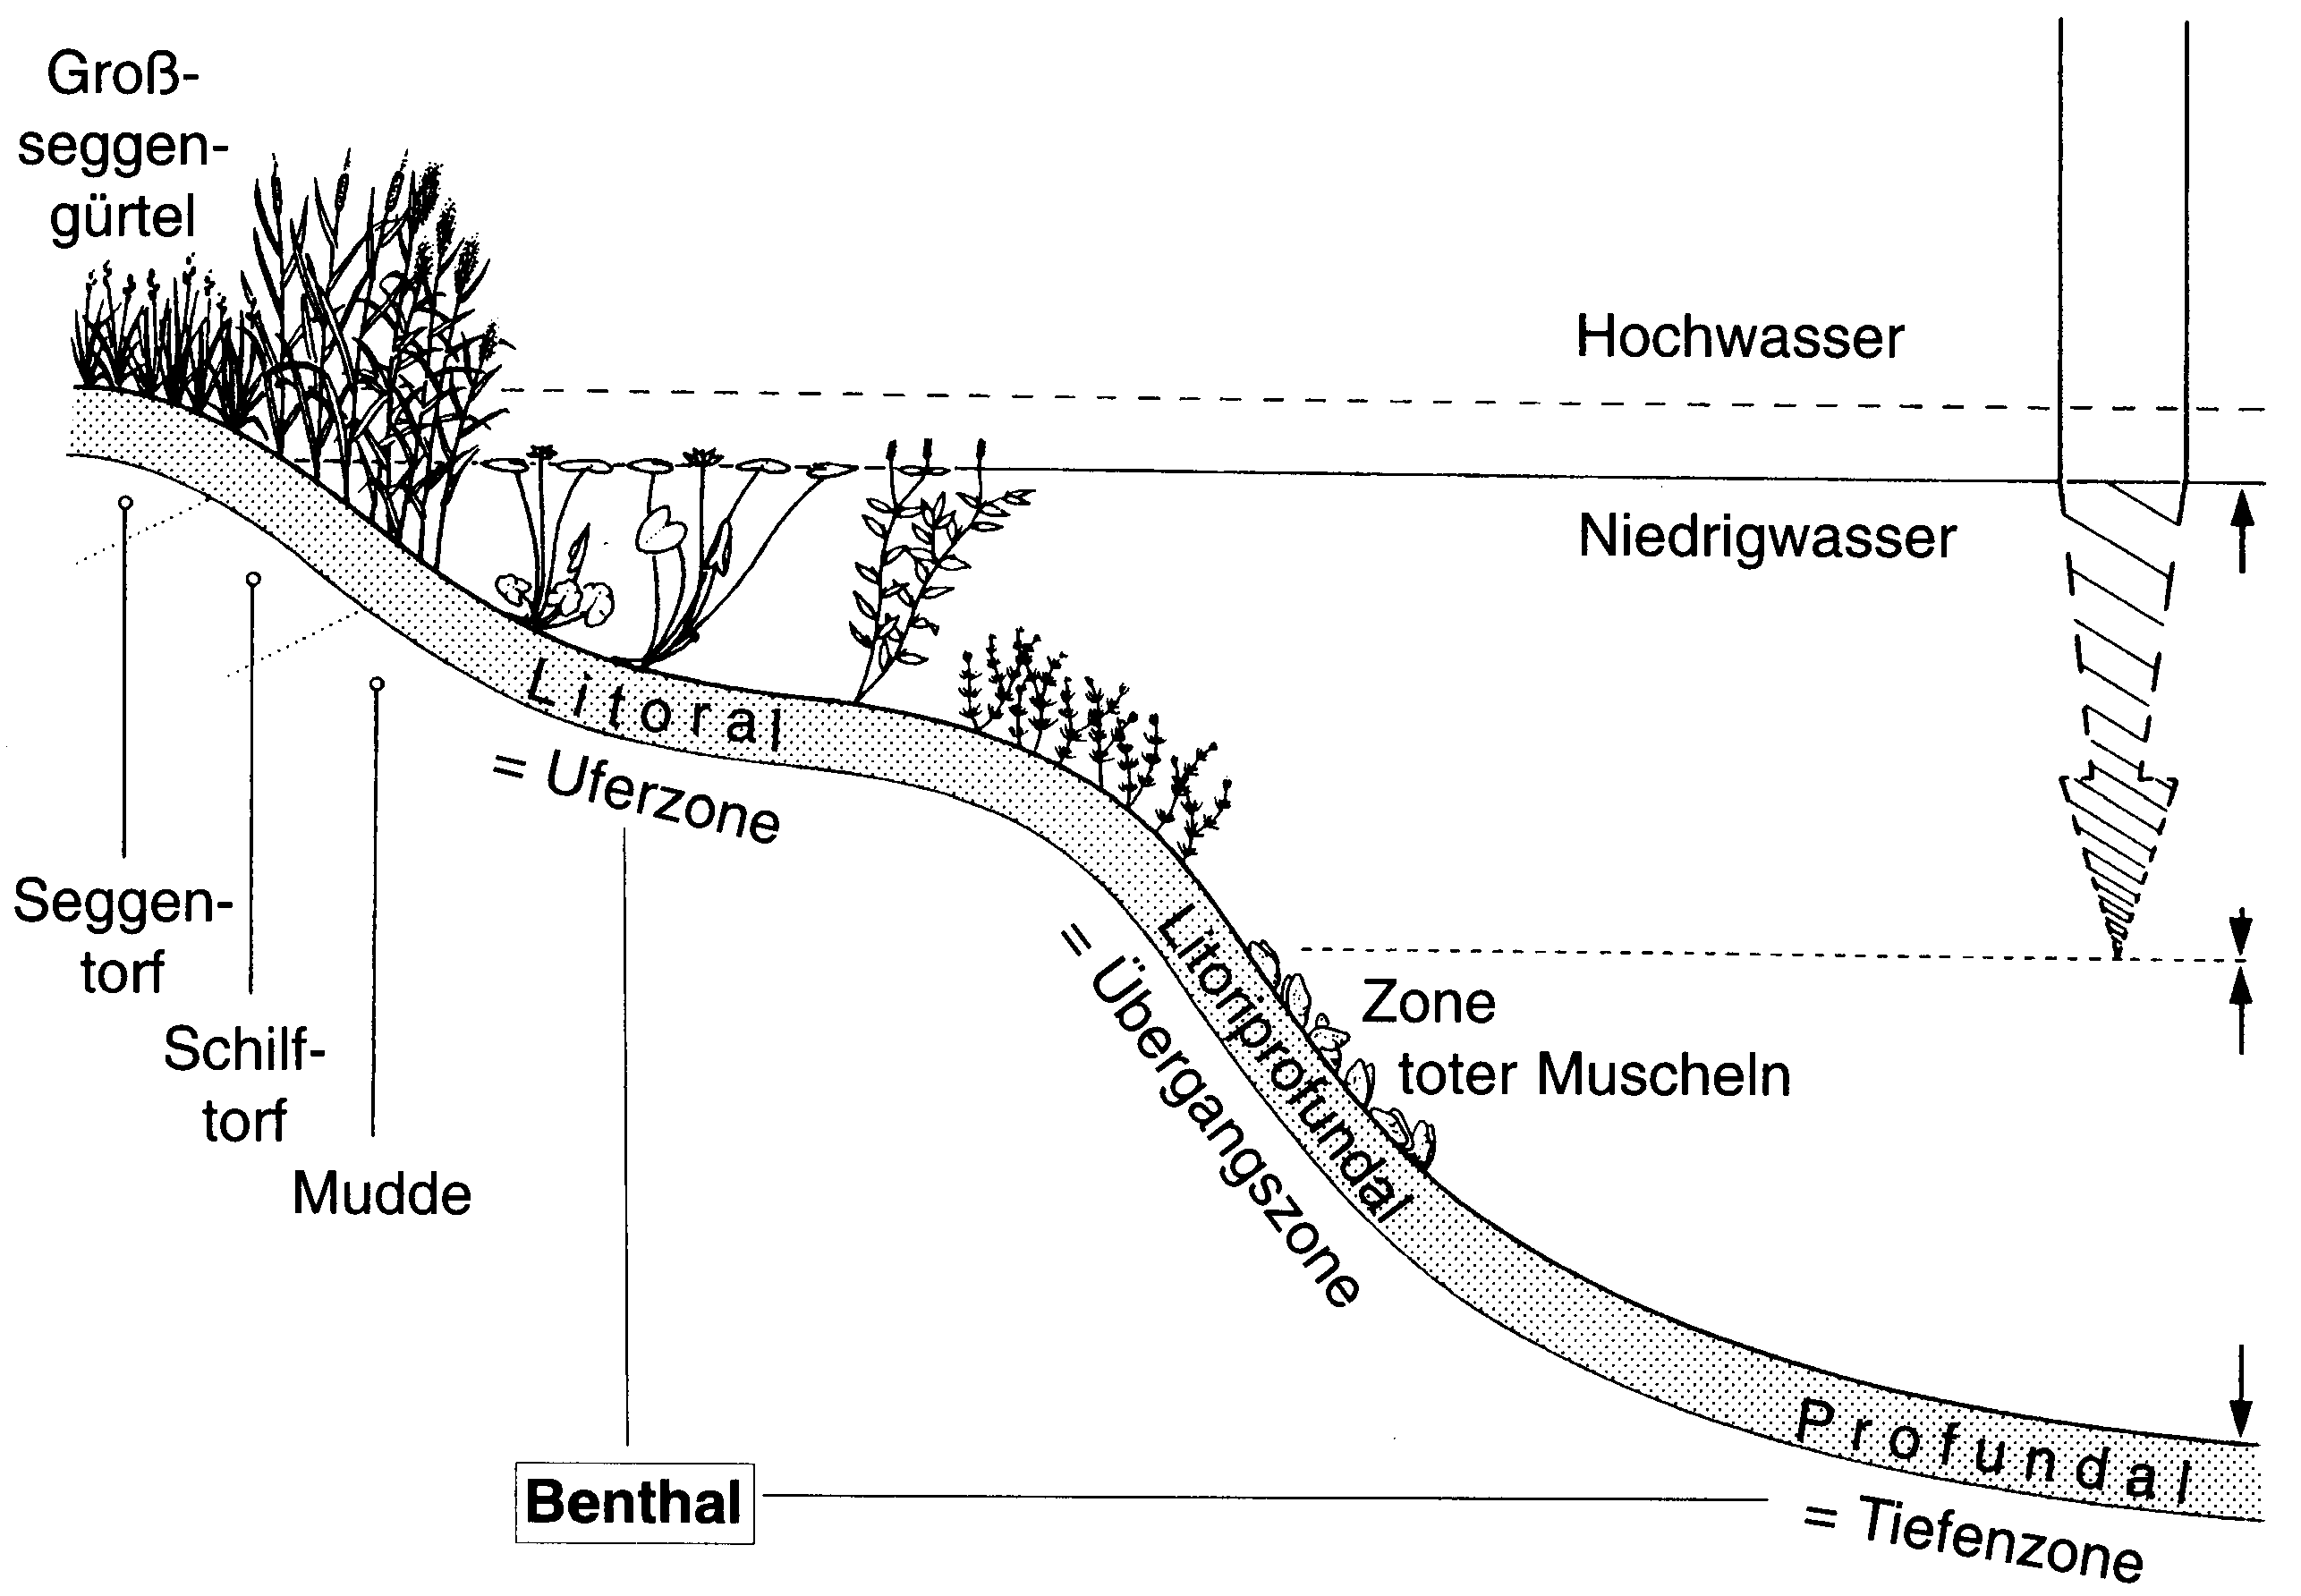 Groß-
seggen-
gürtel
Hochwasser
Niedrigwasser
Litoral
= Uferzone
Seggen-
torf
Schilf-
torf
Mudde
Litoriprofundal
= Übergangszone
Zone
toter Muscheln
Benthal
Profundal
= Tiefenzone